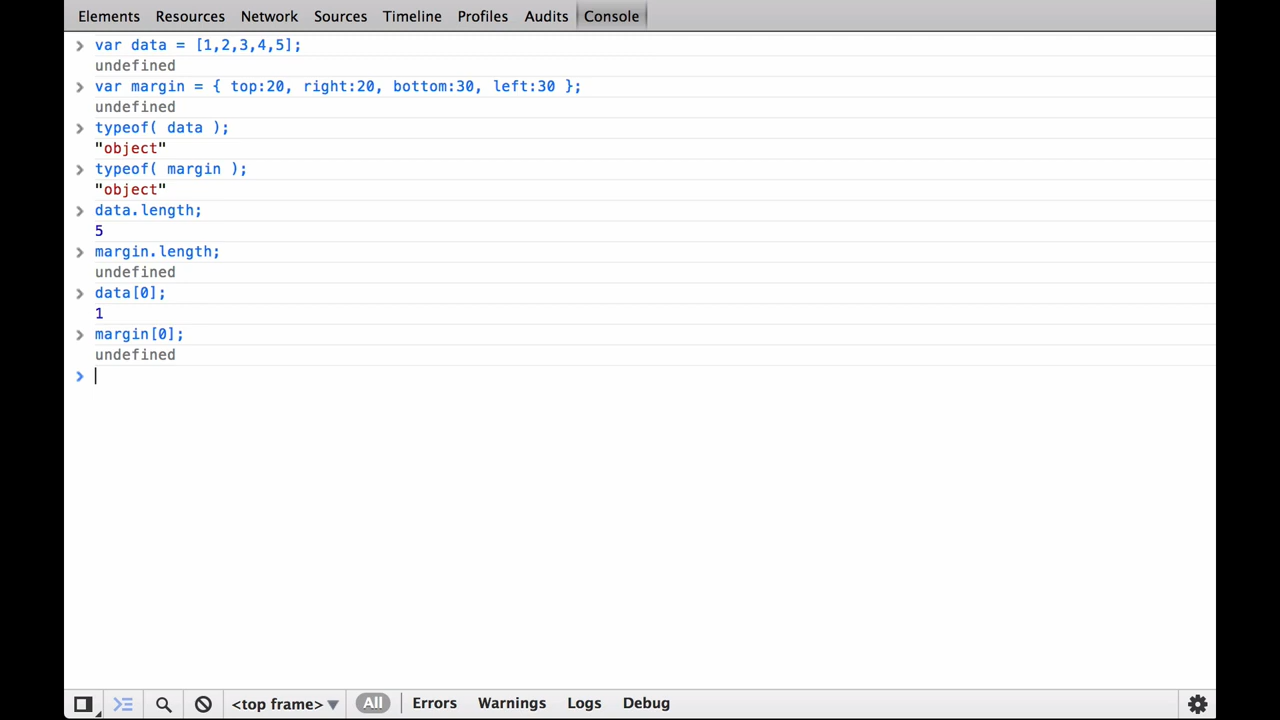 Elements Resources Network Sources Timeline Profiles Audits Console
> var data = [1,2,3,4,5];
undefined
> var margin = { top:20, right:20, bottom:30, left:30 };
undefined
> typeof( data );
"object"
> typeof( margin );
"object"
> data.length;
5
> margin.length;
undefined
> data[0];
1
> margin[0];
undefined
>
<top frame> All Errors Warnings Logs Debug